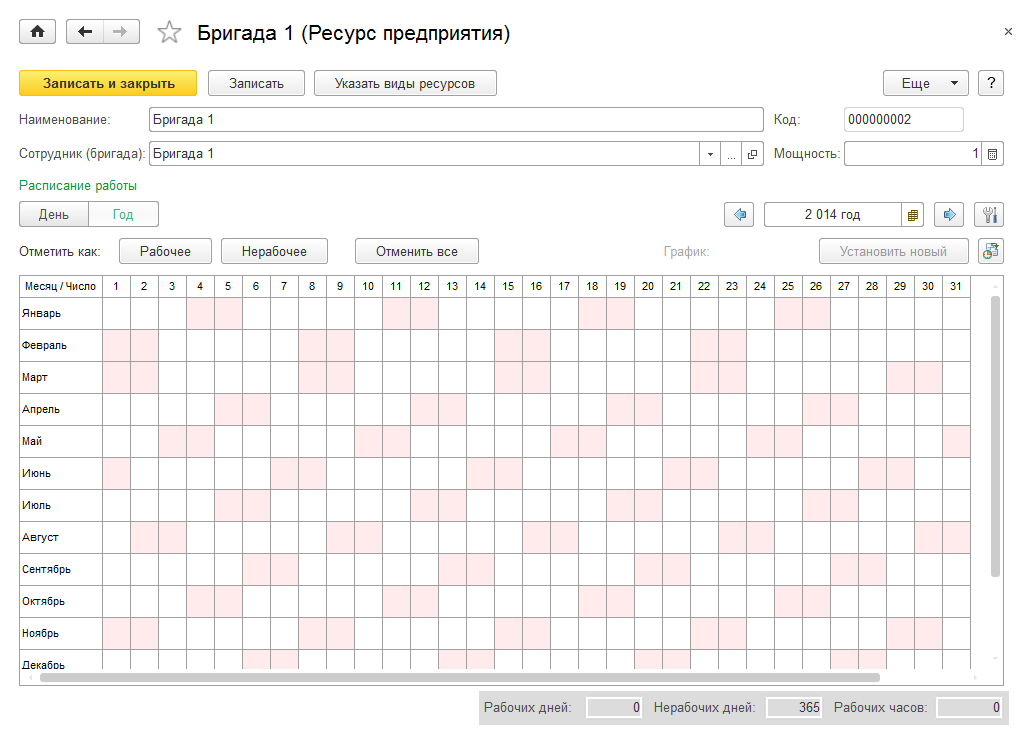 Бригада 1 (Ресурс предприятия)
Записать и закрыть Записать Указать виды ресурсов Еще ?
Наименование: Бригада 1 Код: 000000002
Сотрудник (бригада): Бригада 1 ... Мощность: 1
Расписание работы
День Год 2 014 год
Отметить как: Рабочее Нерабочее Отменить все График: Установить новый
Месяц / Число 1 2 3 4 5 6 7 8 9 10 11 12 13 14 15 16 17 18 19 20 21 22 23 24 25 26 27 28 29 30 31
Январь
Февраль
Март
Апрель
Май
Июнь
Июль
Август
Сентябрь
Октябрь
Ноябрь
Декабрь
Рабочих дней: 0 Нерабочих дней: 365 Рабочих часов: 0